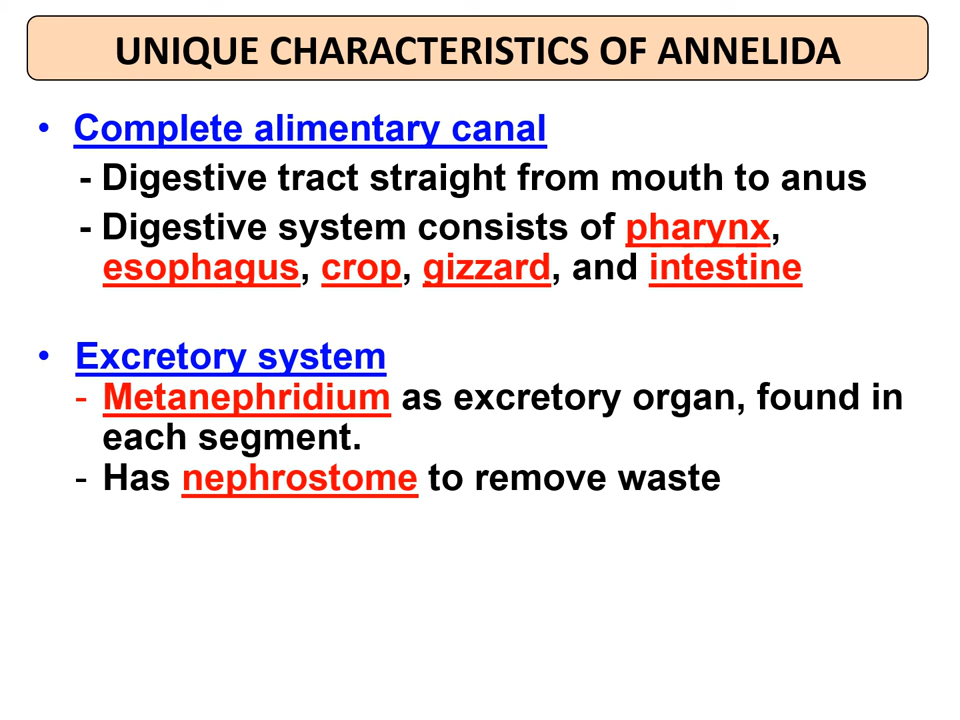 UNIQUE CHARACTERISTICS OF ANNELIDA
• Complete alimentary canal
- Digestive tract straight from mouth to anus
- Digestive system consists of pharynx,
esophagus, crop, gizzard, and intestine
• Excretory system
- Metanephridium as excretory organ, found in
each segment.
- Has nephrostome to remove waste